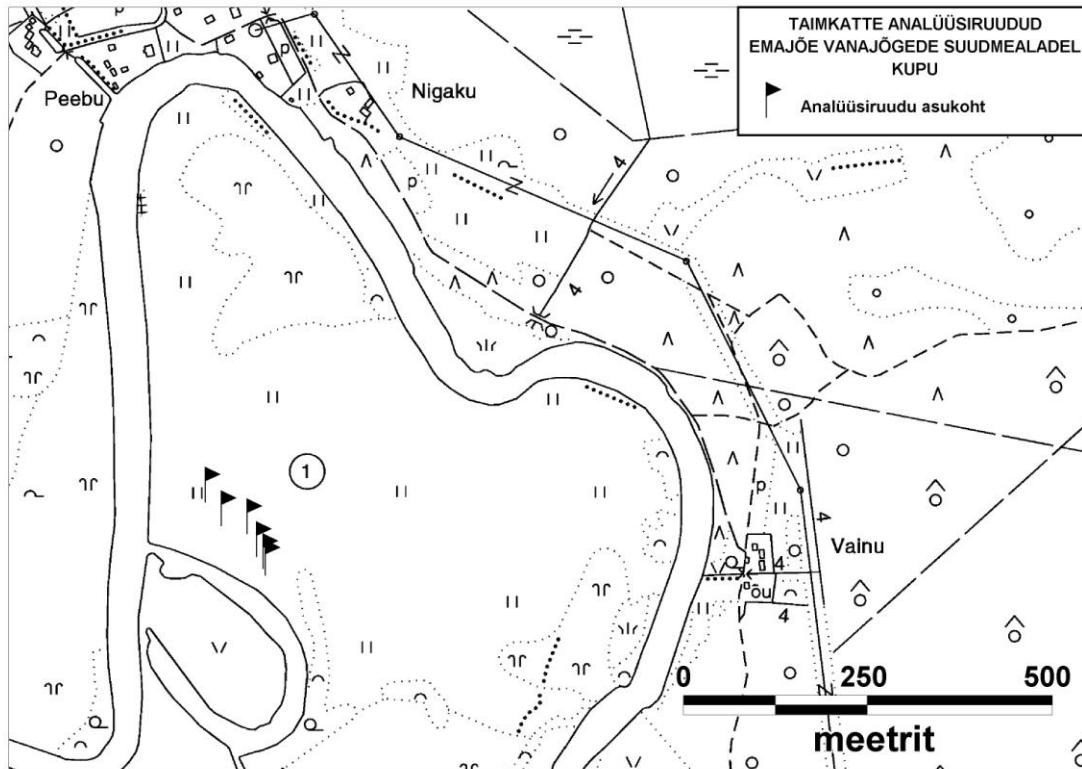 TAIMKATTE ANALÜÜSIRUUDUD
EMAJÕE VANAJÕGEDE SUUDMEALADEL
KUPU
Analüüsiruudu asukoht
Peebu
Nigaku
p
p
4
4
1
p
4
Vainu
4
õu
4
0 250 500
meetrit